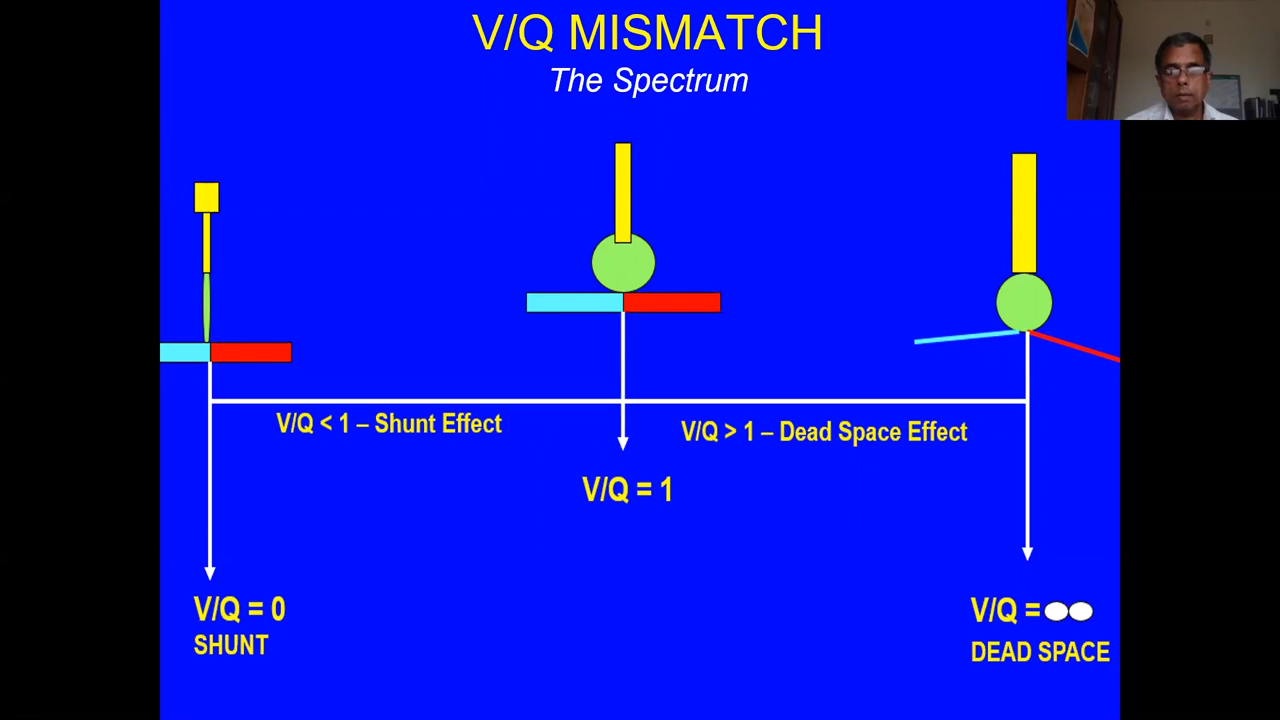 V/Q MISMATCH
The Spectrum
V/Q < 1 – Shunt Effect
V/Q > 1 – Dead Space Effect
V/Q = 1
V/Q = 0
SHUNT
V/Q =
DEAD SPACE